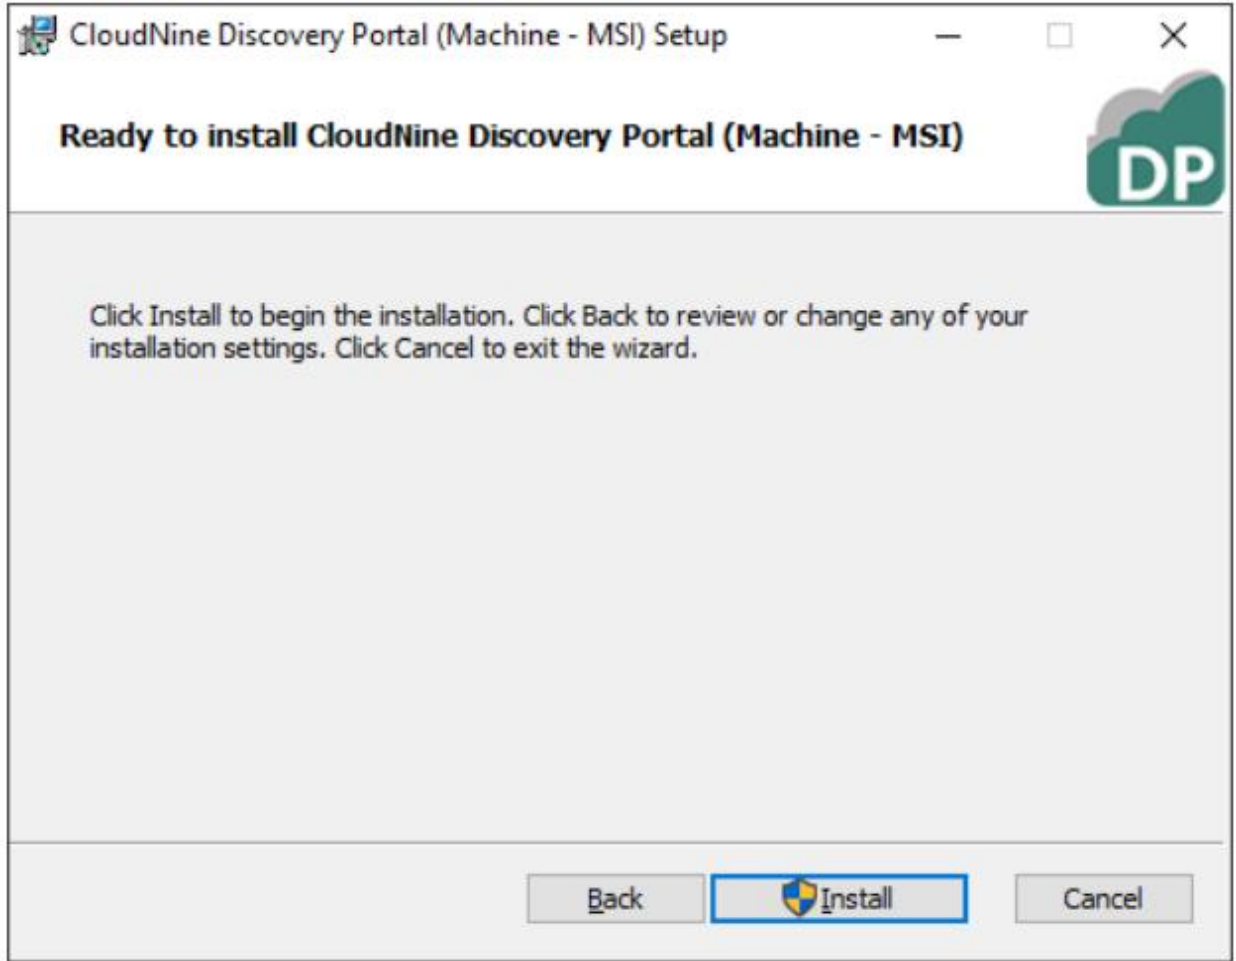 CloudNine Discovery Portal (Machine - MSI) Setup
Ready to install CloudNine Discovery Portal (Machine - MSI)
DP
Click Install to begin the installation. Click Back to review or change any of your
installation settings. Click Cancel to exit the wizard.
Back
Install
Cancel